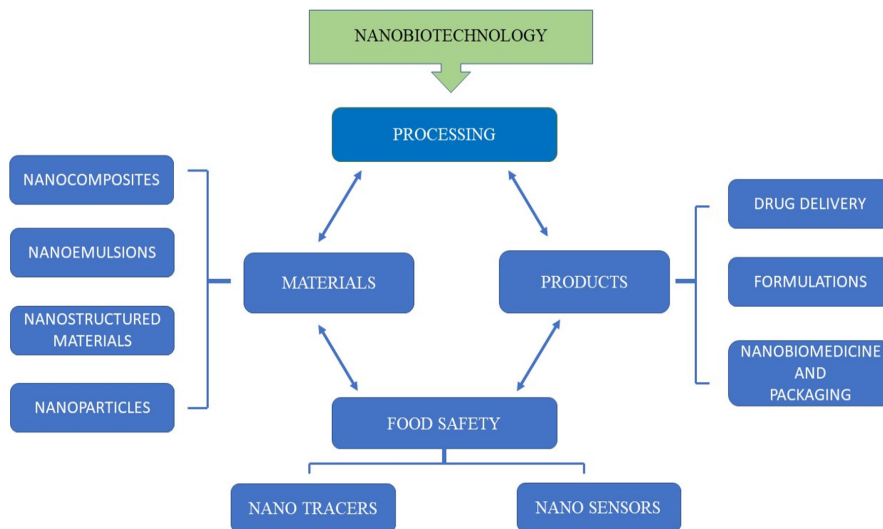 NANOBIOTECHNOLOGY
PROCESSING
NANOCOMPOSITES
NANOEMULSIONS
NANOSTRUCTURED
MATERIALS
NANOPARTICLES
MATERIALS
PRODUCTS
DRUG DELIVERY
FORMULATIONS
NANOBIOMEDICINE
AND
PACKAGING
FOOD SAFETY
NANO TRACERS
NANO SENSORS